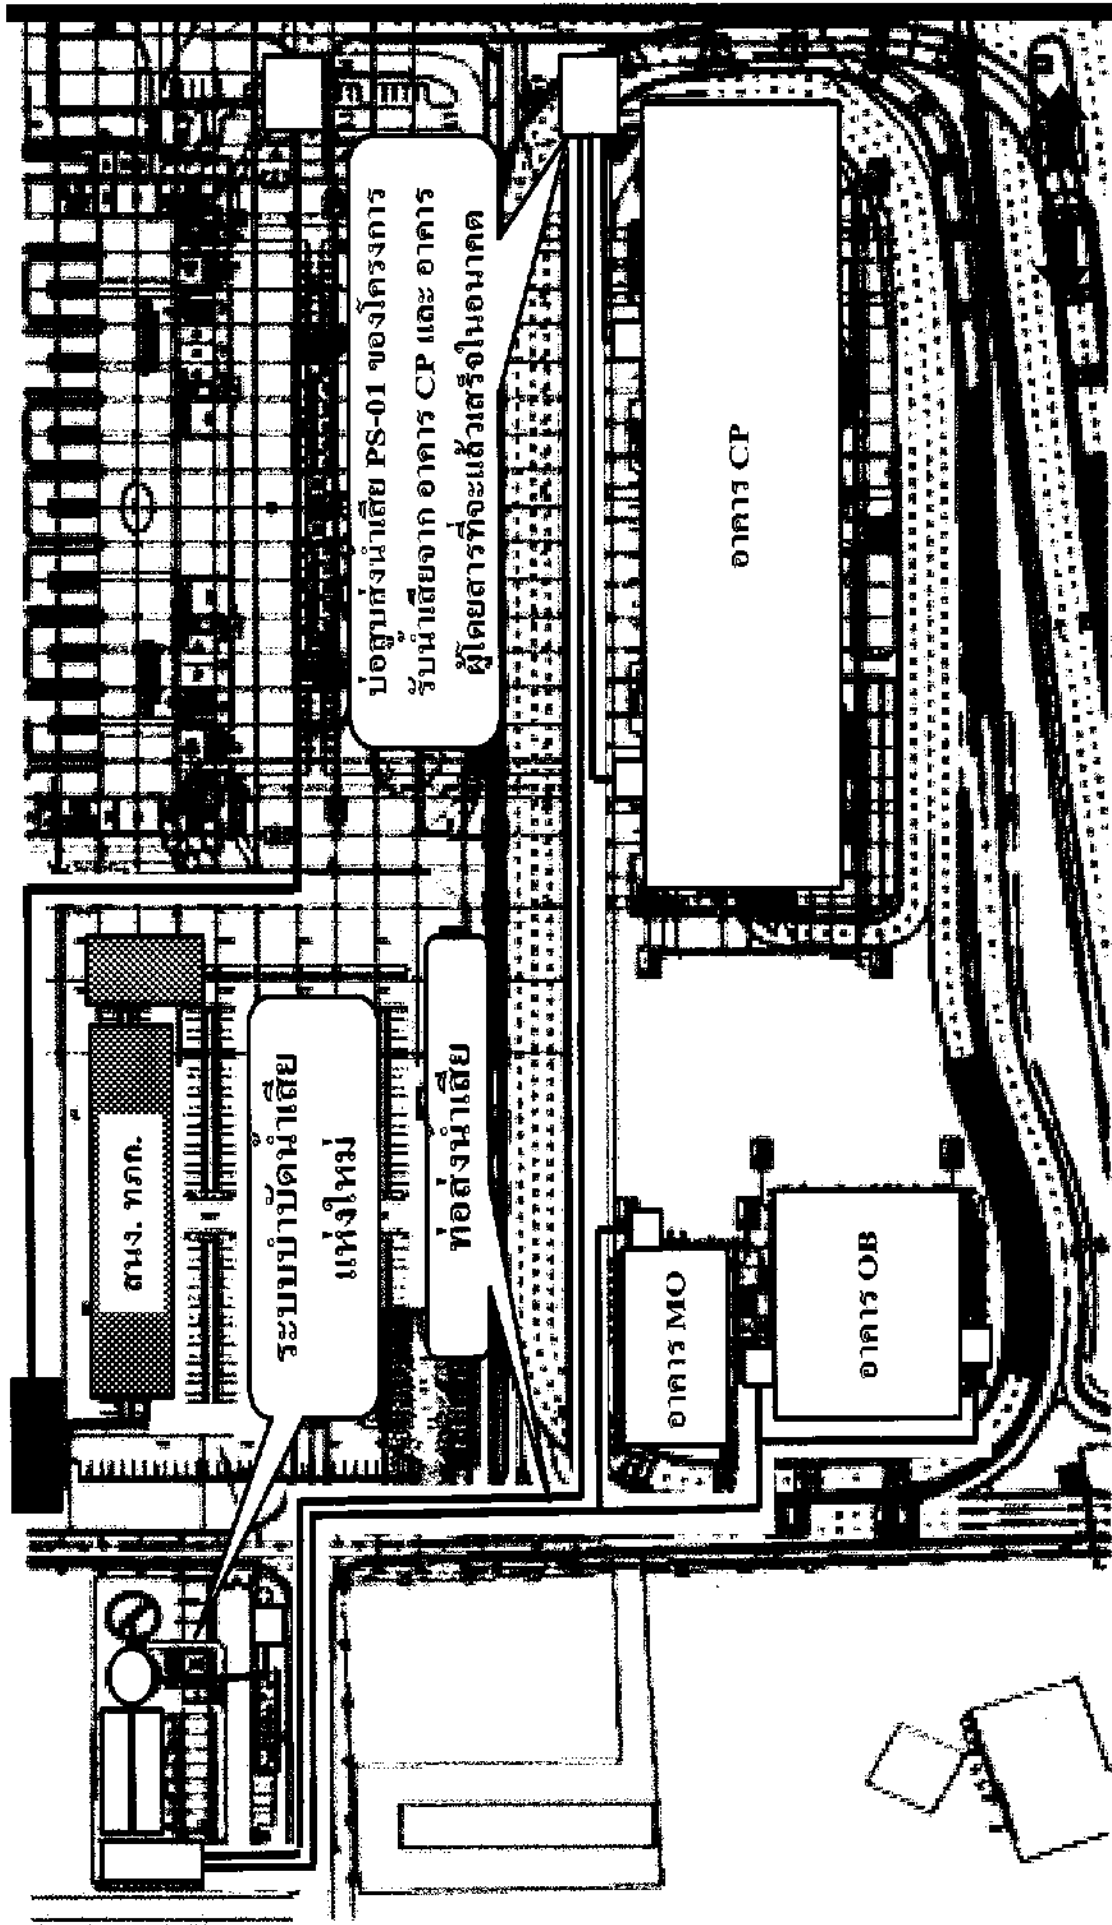 บ่อสูบส่งน้ำเสีย PS-01 ของโครงการ
รับน้ำเสียจาก อาคาร CP และ อาคาร
ผู้โดยสารที่จะแล้วเสร็จในอนาคต
อาคาร CP
สนง. ทภก.
ระบบบำบัดน้ำเสีย
แห่งใหม่
ท่อส่งน้ำเสีย
อาคาร MO
อาคาร OB